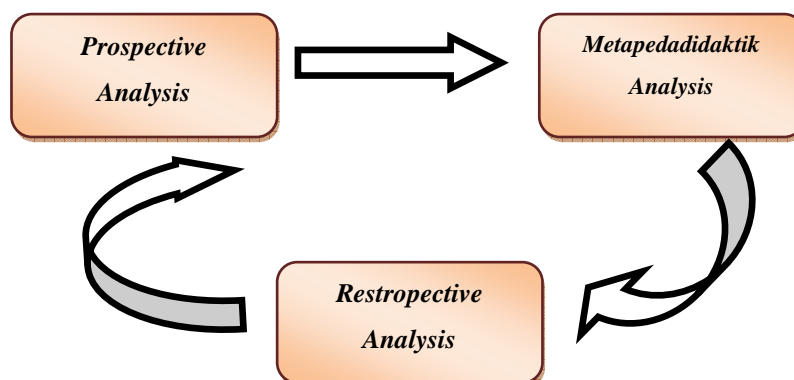 Prospective
Analysis
Metapedadidaktik
Analysis
Restropective
Analysis